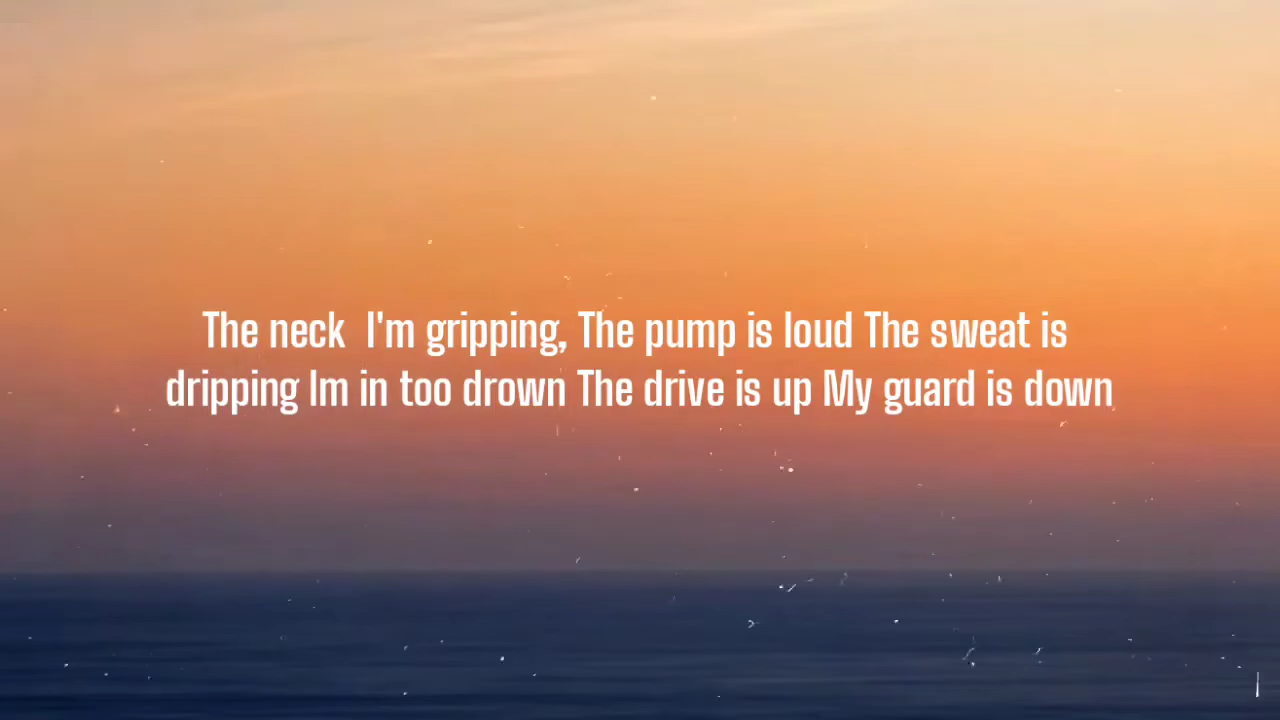 The neck  I'm gripping, The pump is loud The sweat is
dripping Im in too drown The drive is up My guard is down